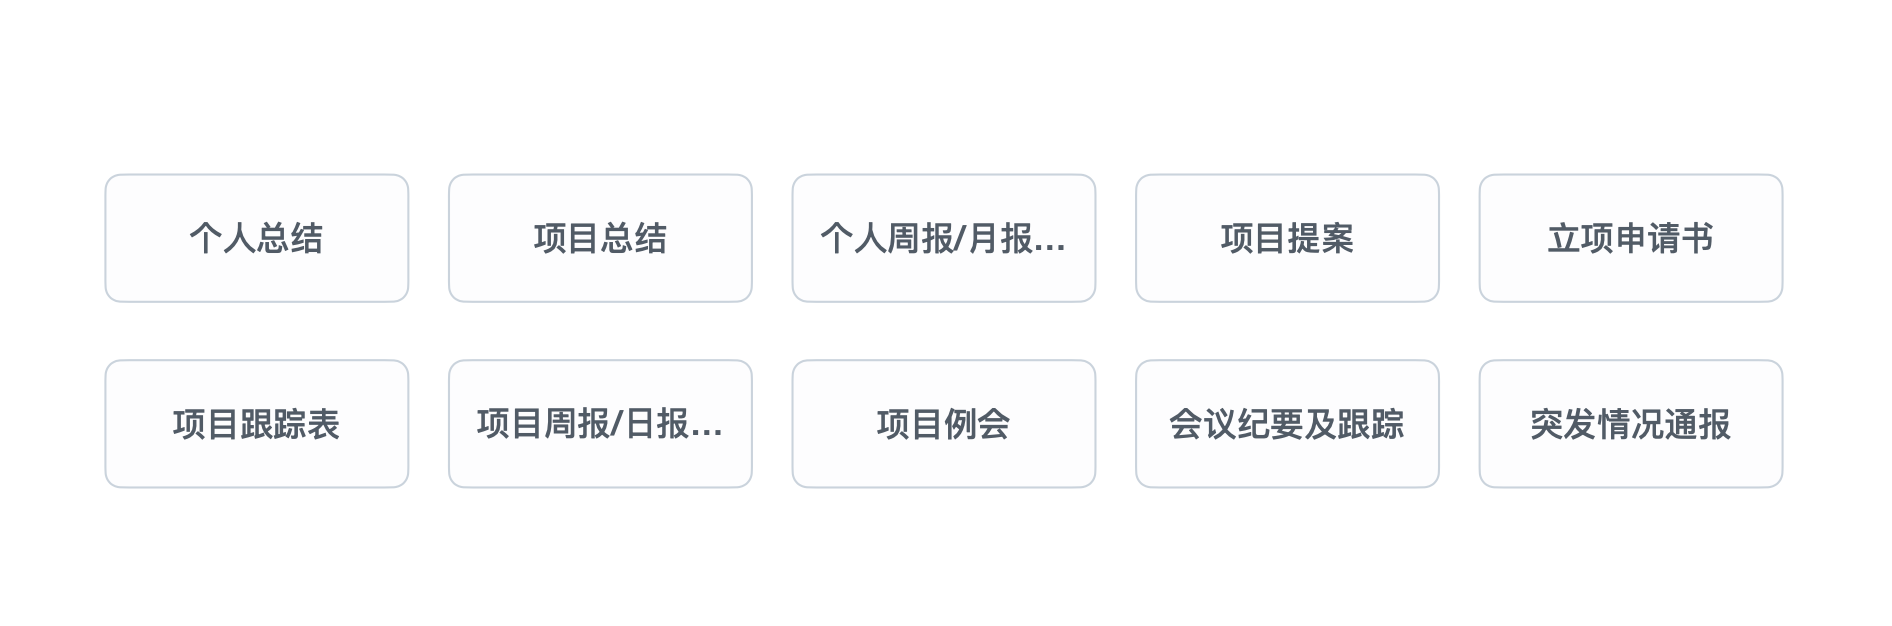 个人总结
项目总结
个人周报/月报...
项目提案
立项申请书
项目跟踪表
项目周报/日报...
项目例会
会议纪要及跟踪
突发情况通报